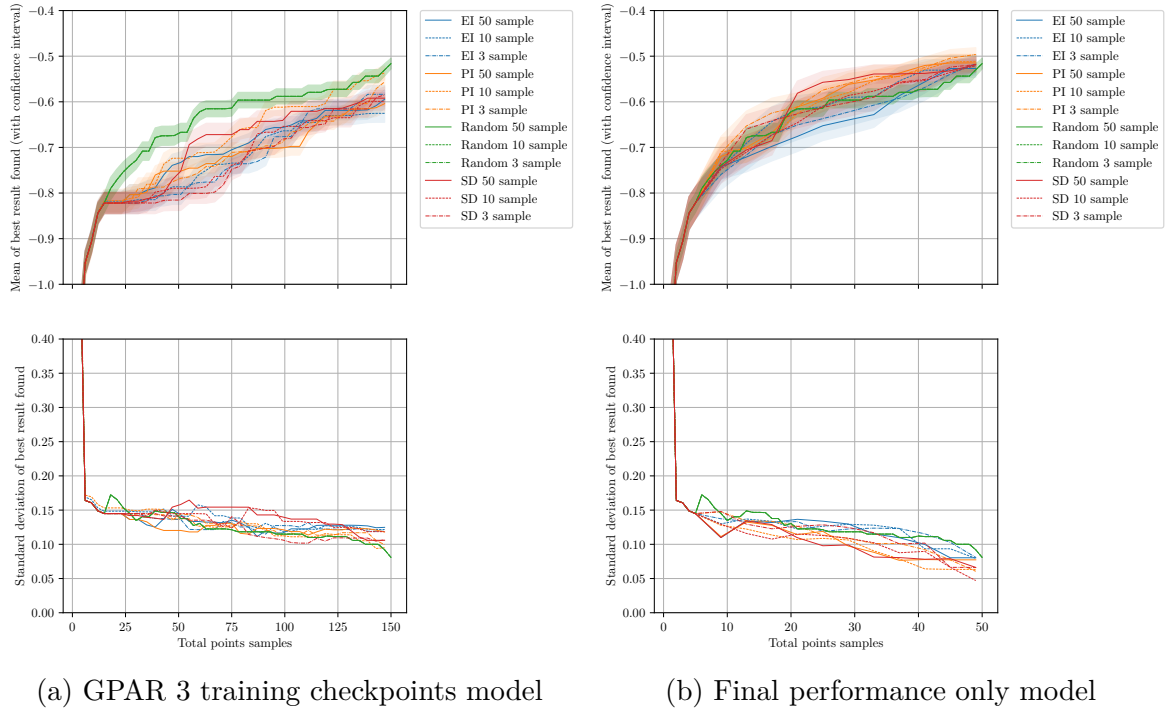 −0.4
−0.5
−0.6
−0.7
−0.8
−0.9
−1.0
Mean of best result found (with confidence interval)
EI 50 sample
EI 10 sample
EI 3 sample
PI 50 sample
PI 10 sample
PI 3 sample
Random 50 sample
Random 10 sample
Random 3 sample
SD 50 sample
SD 10 sample
SD 3 sample
−0.4
−0.5
−0.6
−0.7
−0.8
−0.9
−1.0
Mean of best result found (with confidence interval)
EI 50 sample
EI 10 sample
EI 3 sample
PI 50 sample
PI 10 sample
PI 3 sample
Random 50 sample
Random 10 sample
Random 3 sample
SD 50 sample
SD 10 sample
SD 3 sample
0.40
0.35
0.30
0.25
0.20
0.15
0.10
0.05
0.00
Standard deviation of best result found
0 25 50 75 100 125 150
Total points samples
0.40
0.35
0.30
0.25
0.20
0.15
0.10
0.05
0.00
Standard deviation of best result found
0 10 20 30 40 50
Total points samples
(a) GPAR 3 training checkpoints model
(b) Final performance only model